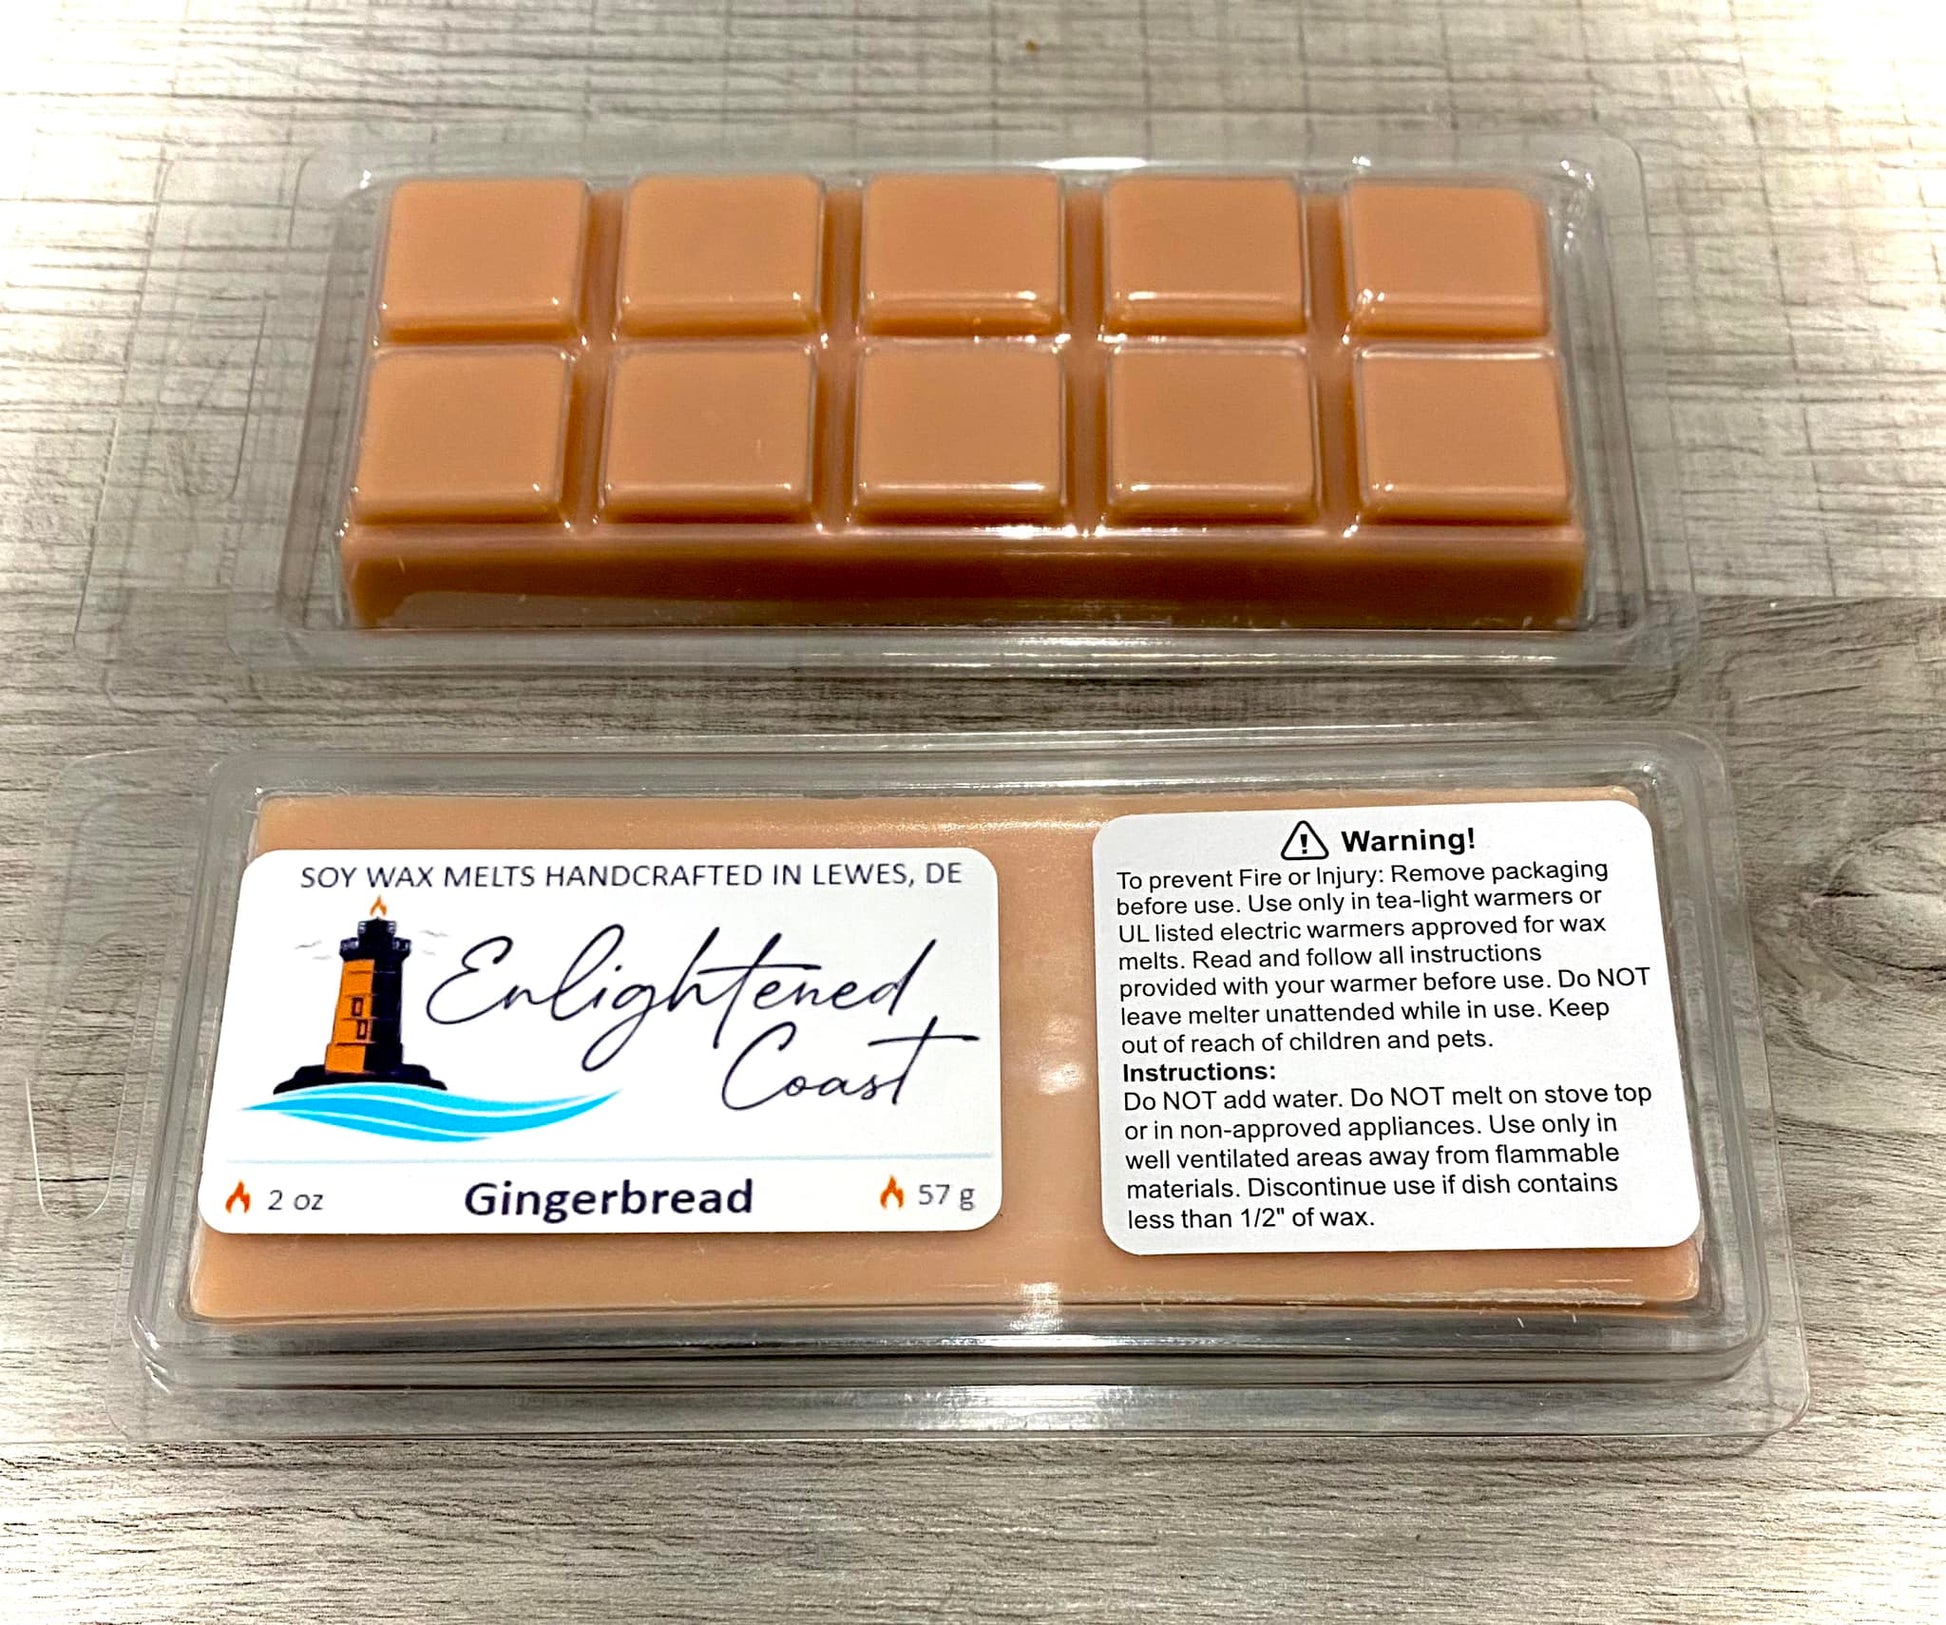 SOY WAX MELTS HANDCRAFTED IN LEWES, DE
Enlightened
Coast
2 oz Gingerbread 57 g
Warning!
To prevent Fire or Injury: Remove packaging
before use. Use only in tea-light warmers or
UL listed electric warmers approved for wax
melts. Read and follow all instructions
provided with your warmer before use. Do NOT
leave melter unattended while in use. Keep
out of reach of children and pets.
Instructions:
Do NOT add water. Do NOT melt on stove top
or in non-approved appliances. Use only in
well ventilated areas away from flammable
materials. Discontinue use if dish contains
less than 1/2" of wax.